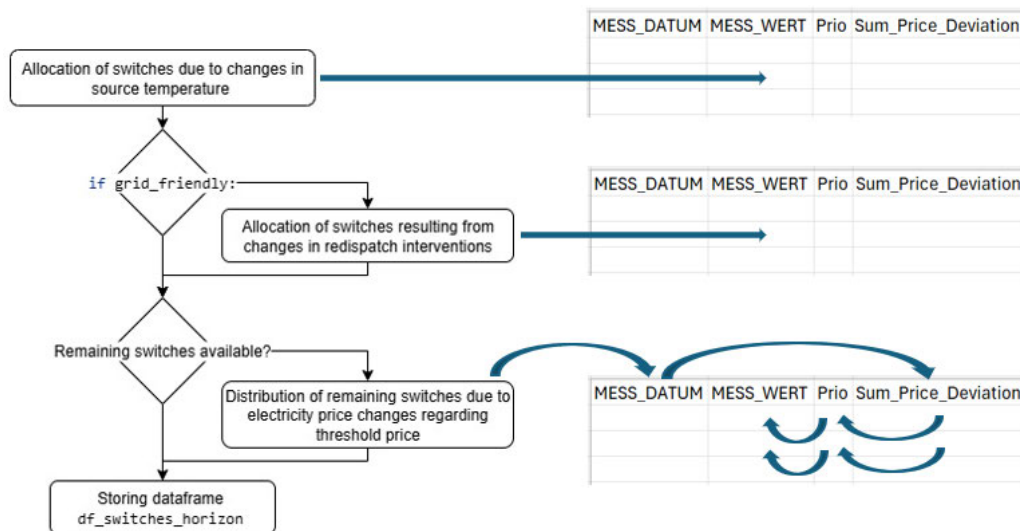 MESS_DATUM MESS_WERT Prio Sum_Price_Deviation
Allocation of switches due to changes in
source temperature
if grid_friendly:
MESS_DATUM MESS_WERT Prio Sum_Price_Deviation
Allocation of switches resulting from
changes in redispatch interventions
Remaining switches available?
MESS_DATUM MESS_WERT Prio Sum_Price_Deviation
Distribution of remaining switches due to
electricity price changes regarding
threshold price
Storing dataframe
df_switches_horizon